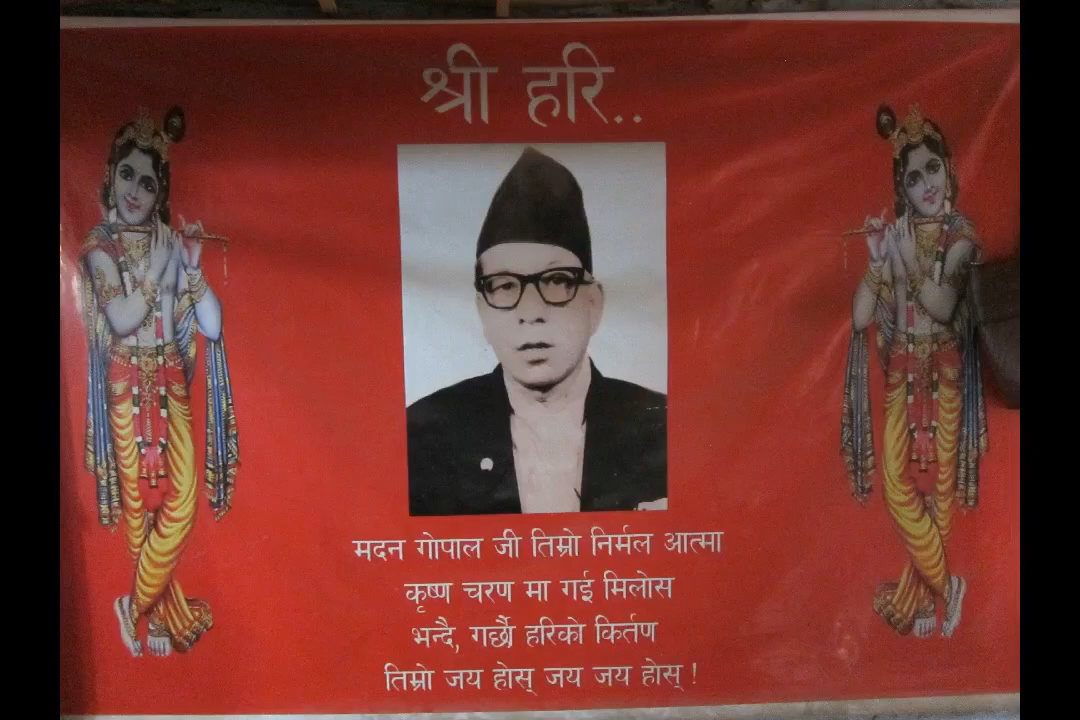 श्री हरि..
मदन गोपाल जी तिम्रो निर्मल आत्मा
कृष्ण चरण मा गई मिलोस
भन्दै, गर्छौं हरिको किर्तण
तिम्रो जय होस् जय जय होस् !